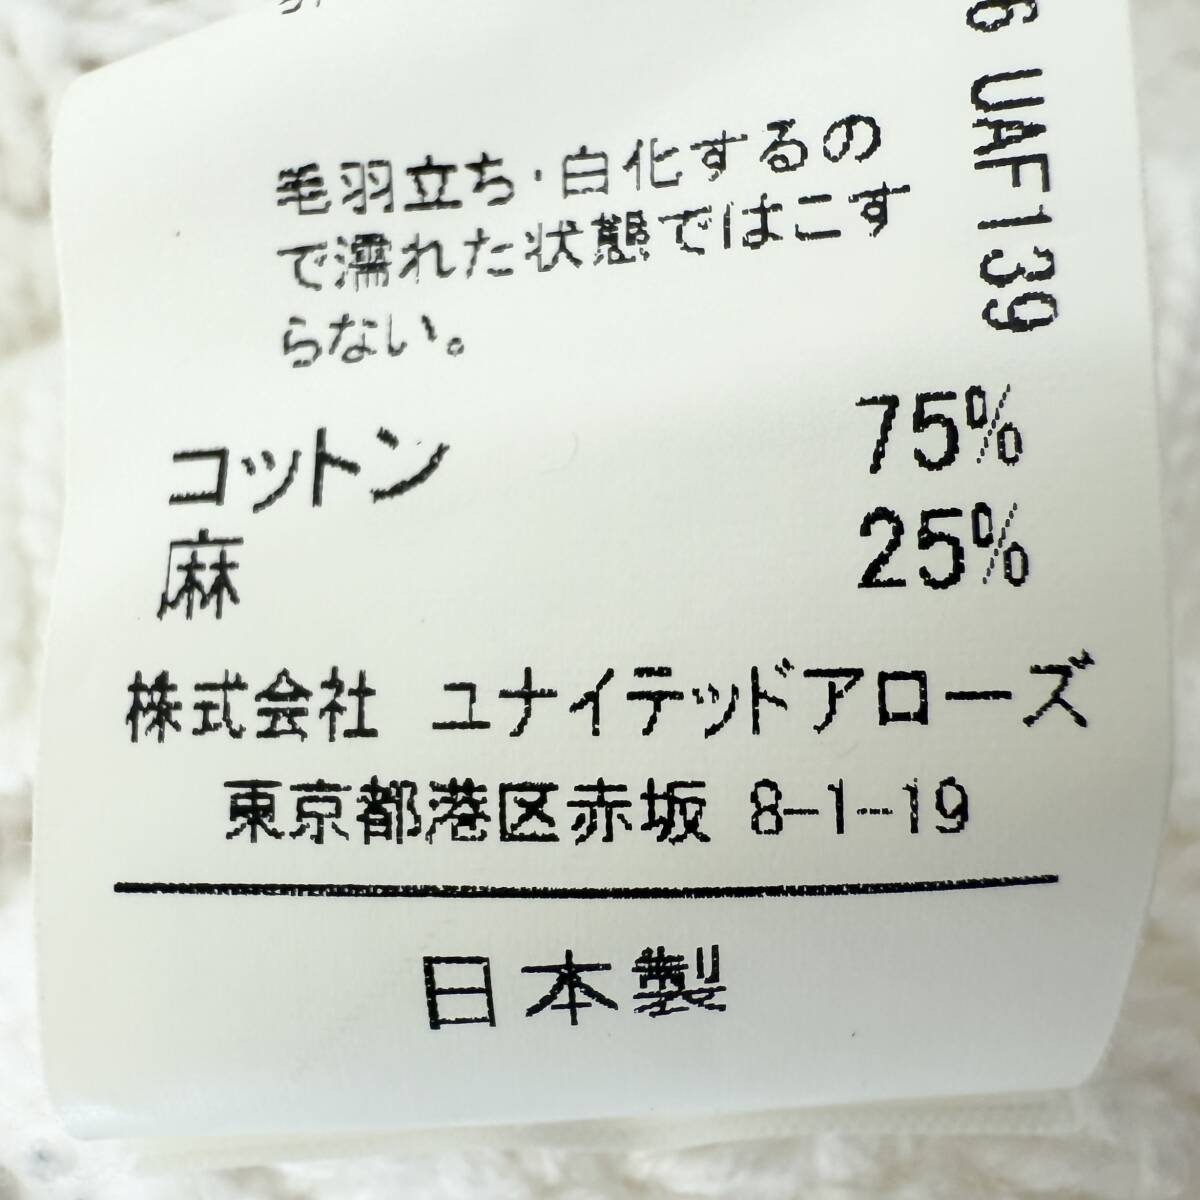 毛羽立ち・白化するの
で濡れた状態ではこす
らない。
6 UAF139
コットン 75%
麻 25%
株式会社 ユナイテッドアローズ
東京都港区赤坂 8-1-19
日本製